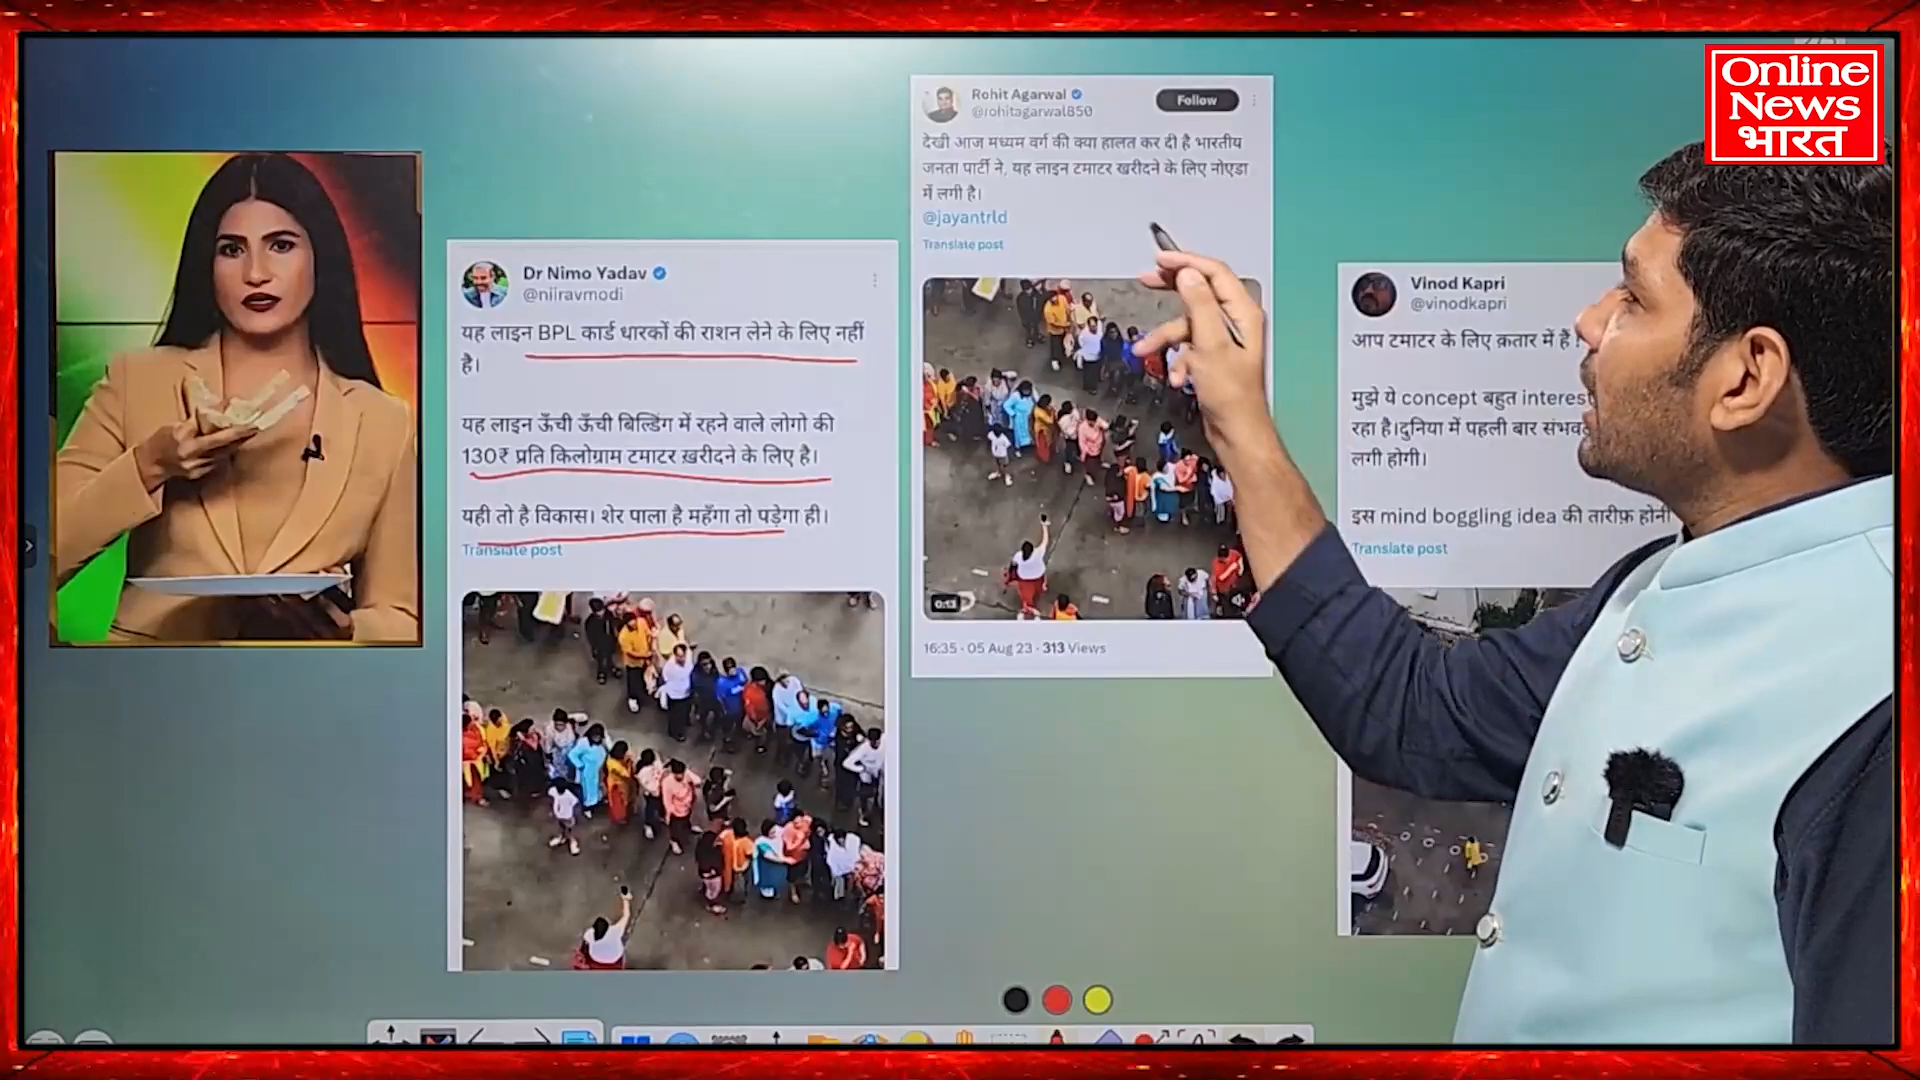 Online
News
भारत
Dr Nimo Yadav
@niiravmodi
यह लाइन BPL कार्ड धारकों की राशन लेने के लिए नहीं
है।
यह लाइन ऊँची ऊँची बिल्डिंग में रहने वाले लोगो की
130₹ प्रति किलोग्राम टमाटर ख़रीदने के लिए है।
यही तो है विकास। शेर पाला है महँगा तो पड़ेगा ही।
Translate post
Rohit Agarwal
@rohitagarwal850
Follow
देखी आज मध्यम वर्ग की क्या हालत कर दी है भारतीय
जनता पार्टी ने, यह लाइन टमाटर खरीदने के लिए नोएडा
में लगी है।
@jayantrld
Translate post
0:13
16:35 · 05 Aug 23 · 313 Views
Vinod Kapri
@vinodkapri
आप टमाटर के लिए क़तार में हैं !
मुझे ये concept बहुत interest
रहा है।दुनिया में पहली बार
लगी होगी।
इस mind boggling idea की तारीफ़ होनी
Translate post